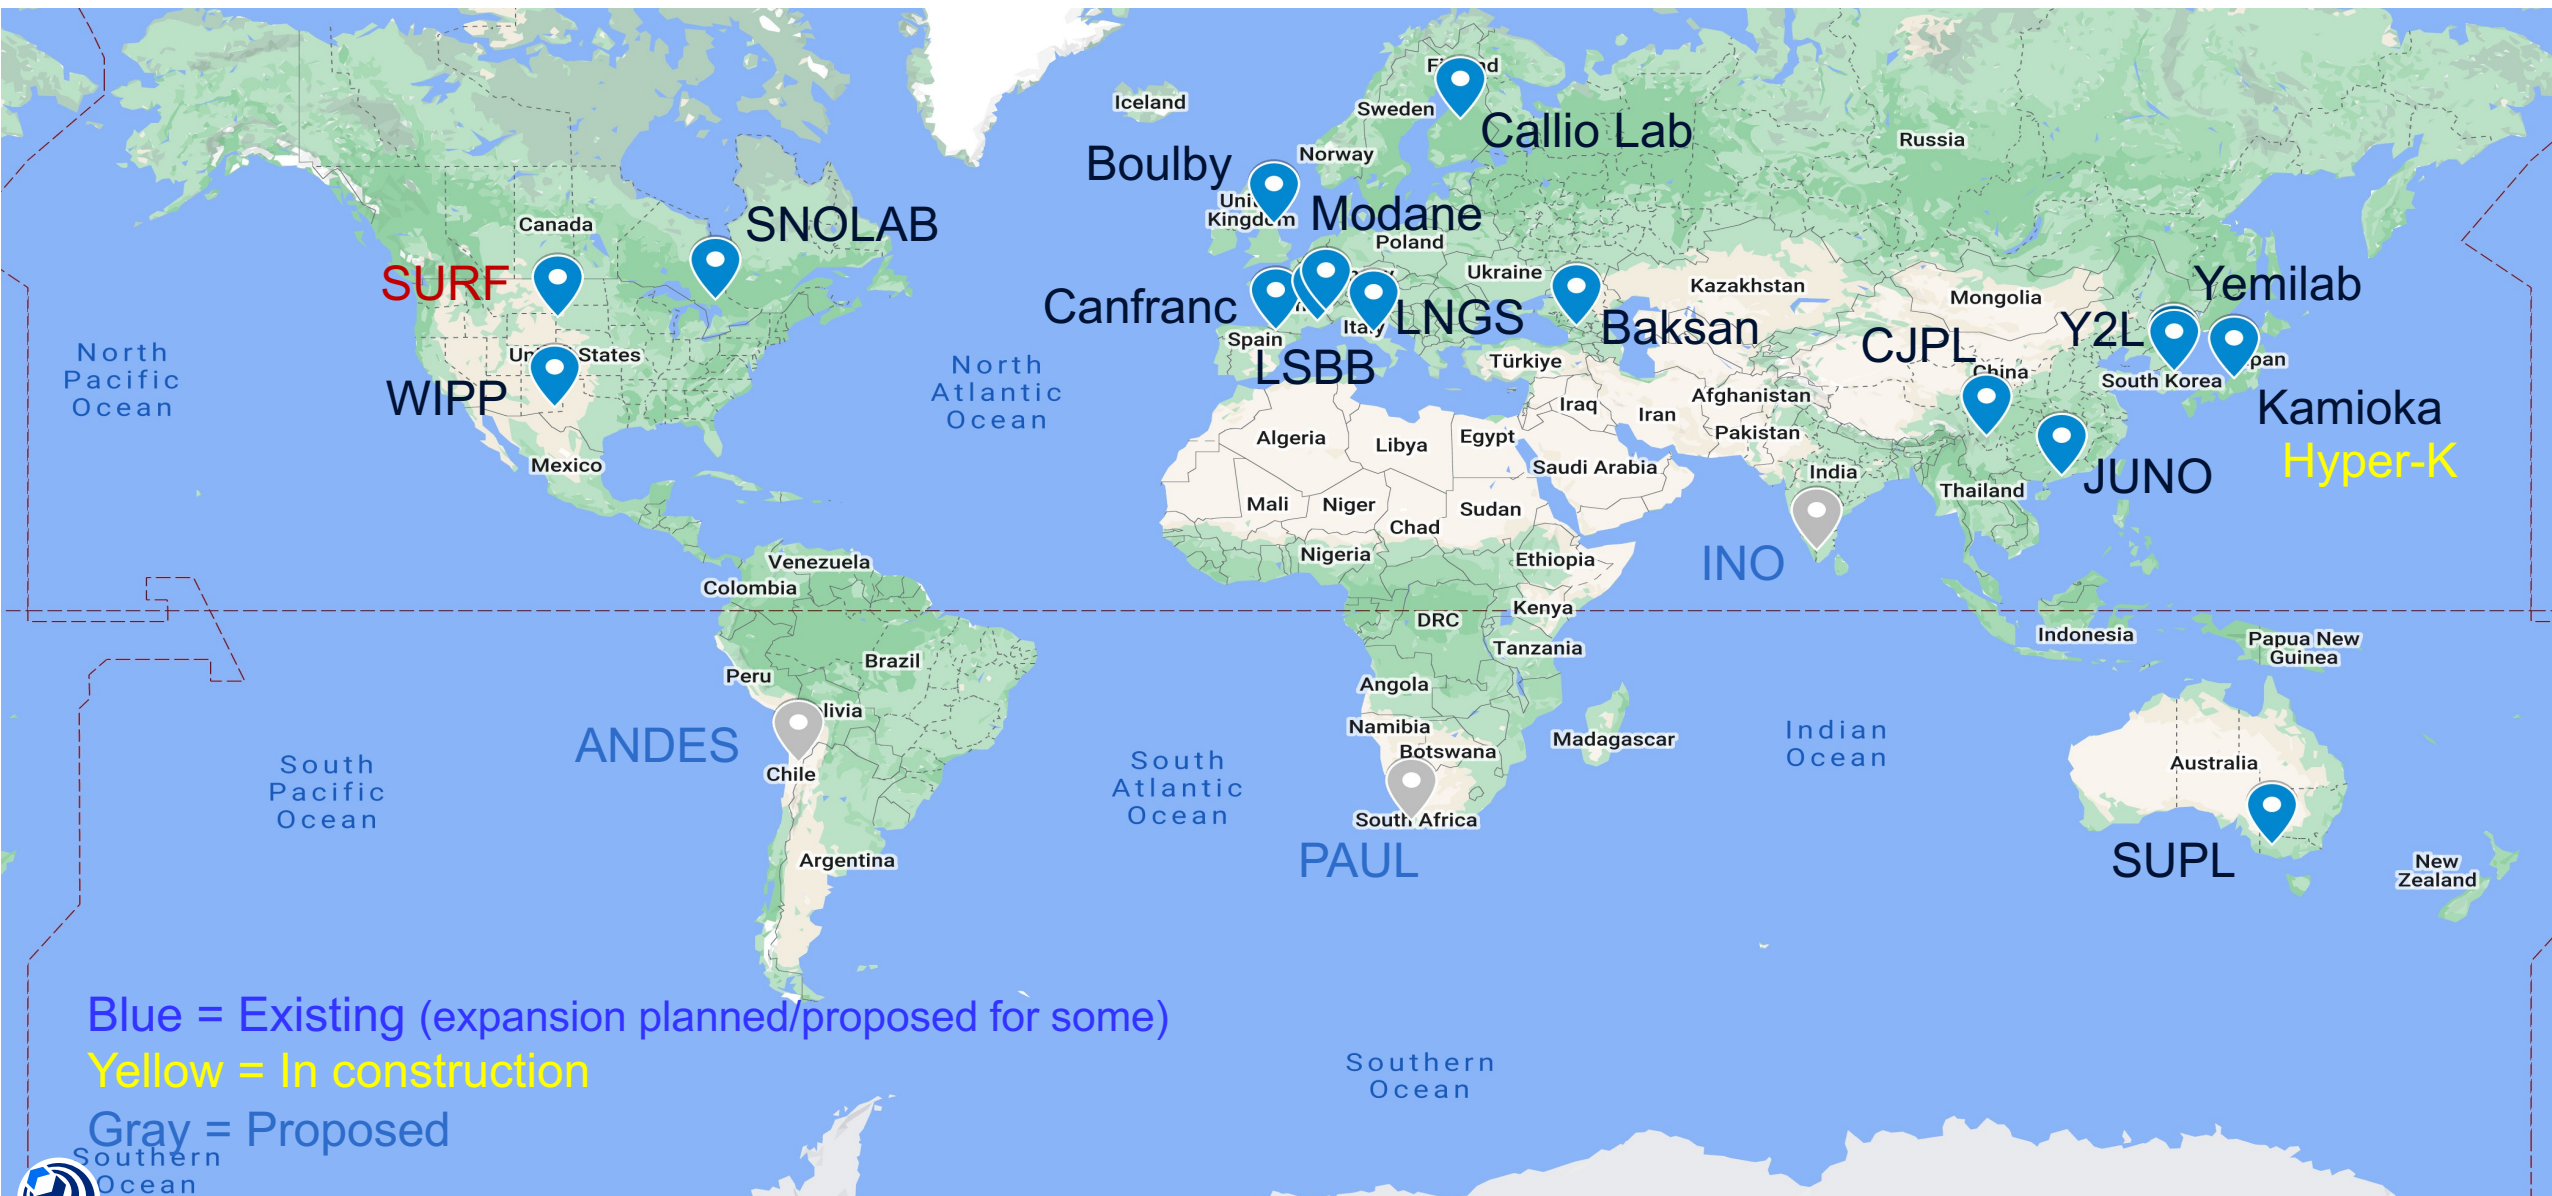 Iceland
Finland
Sweden
Callio Lab
Russia
Norway
Boulby
United
Kingdom
Modane
SNOLAB
Canada
Poland
SURF
Ukraine
Kazakhstan
Mongolia
Yemilab
Canfranc
LNGS
Italy
Spain
Baksan
Y2L
CJPL
Japan
North
Pacific
Ocean
United States
North
Atlantic
Ocean
LSBB
Türkiye
China
South Korea
WIPP
Iraq
Iran
Afghanistan
Pakistan
Kamioka
Hyper-K
Algeria
Libya
Egypt
Saudi Arabia
Mexico
India
JUNO
Thailand
Mali
Niger
Chad
Sudan
Nigeria
Ethiopia
INO
Venezuela
Colombia
Kenya
DRC
Tanzania
Indonesia
Papua New
Guinea
Brazil
Peru
Angola
ANDES
Namibia
Botswana
Madagascar
Indian
Ocean
South
Pacific
Ocean
Chile
South
Atlantic
Ocean
South Africa
Australia
PAUL
SUPL
Argentina
New
Zealand
Blue = Existing (expansion planned/proposed for some)
Yellow = In construction
Gray = Proposed
Southern
Ocean
Southern
Ocean